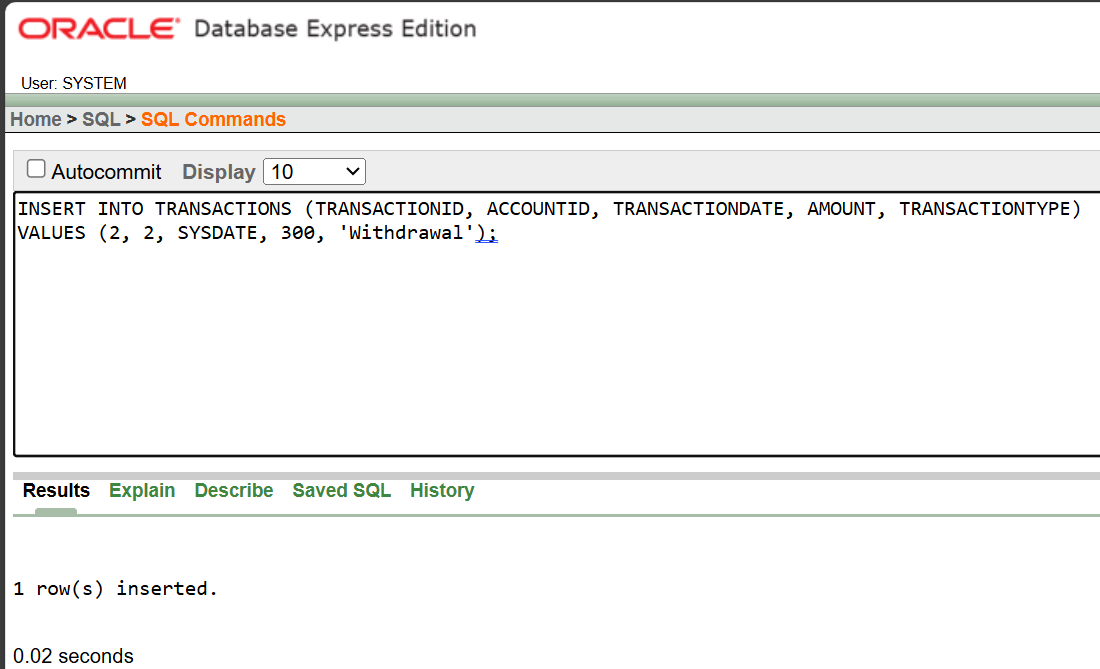 ORACLE® Database Express Edition
User: SYSTEM
Home > SQL > SQL Commands
Autocommit Display 10
INSERT INTO TRANSACTIONS (TRANSACTIONID, ACCOUNTID, TRANSACTIONDATE, AMOUNT, TRANSACTIONTYPE)
VALUES (2, 2, SYSDATE, 300, 'Withdrawal');
Results Explain Describe Saved SQL History
1 row(s) inserted.
0.02 seconds